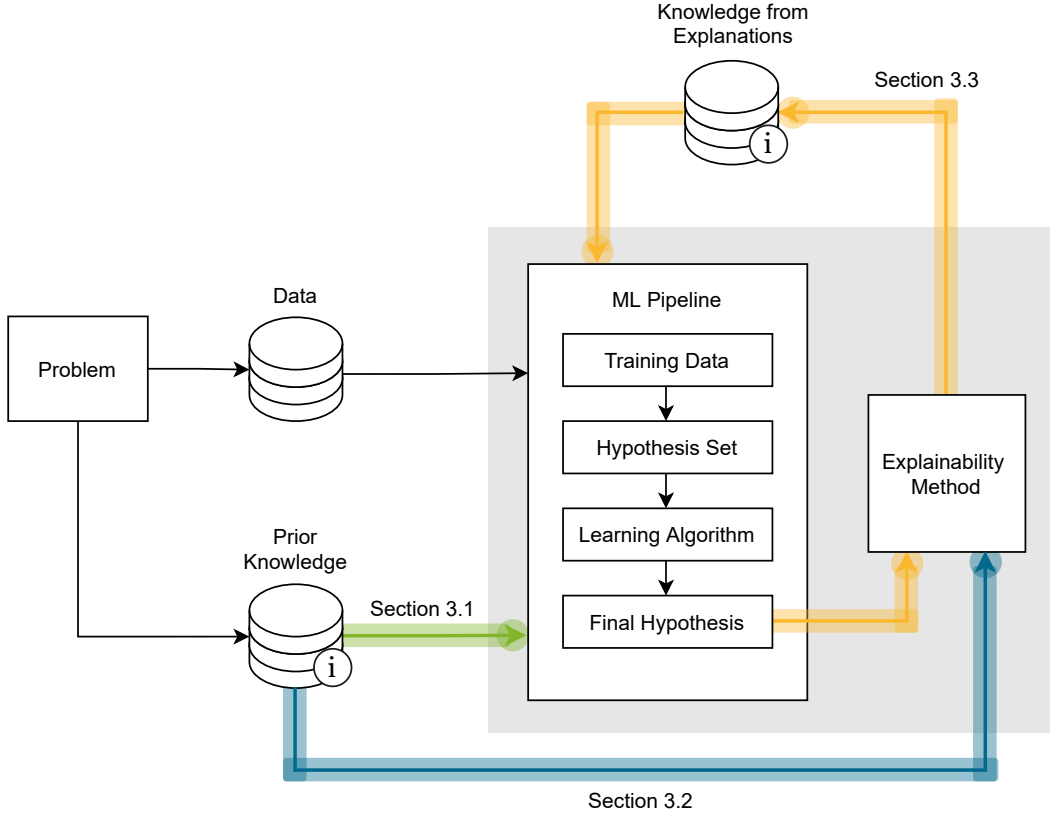 Knowledge from
Explanations
i
Section 3.3
Data
Problem
ML Pipeline
Training Data
Hypothesis Set
Learning Algorithm
Final Hypothesis
Explainability
Method
Prior
Knowledge
i
Section 3.1
Section 3.2